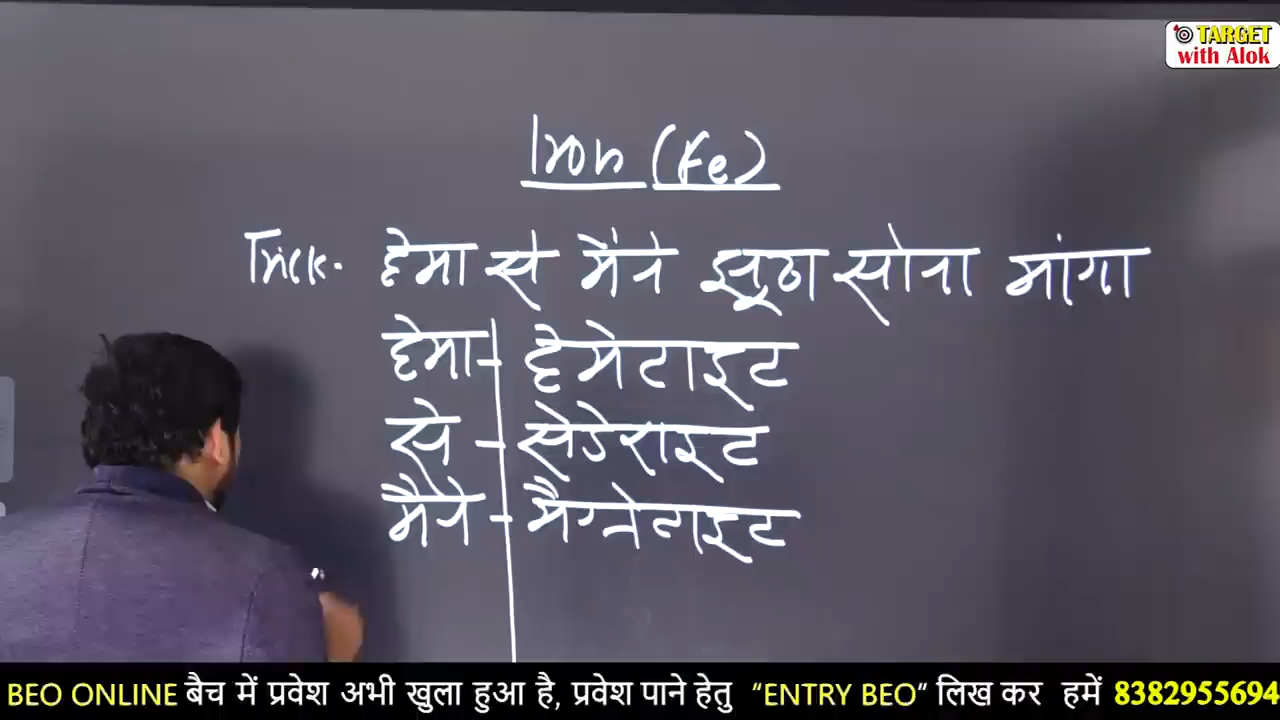 TARGET
with Alok
Iron (Fe)
Trick- हेमा से मैंने झूठा सोना मांगा
हेमा - हेमेटाइट
से - सेडेराइट
मैने - मैग्नेटाइट
BEO ONLINE बैच में प्रवेश अभी खुला हुआ है, प्रवेश पाने हेतु “ENTRY BEO” लिख कर हमें 8382955694